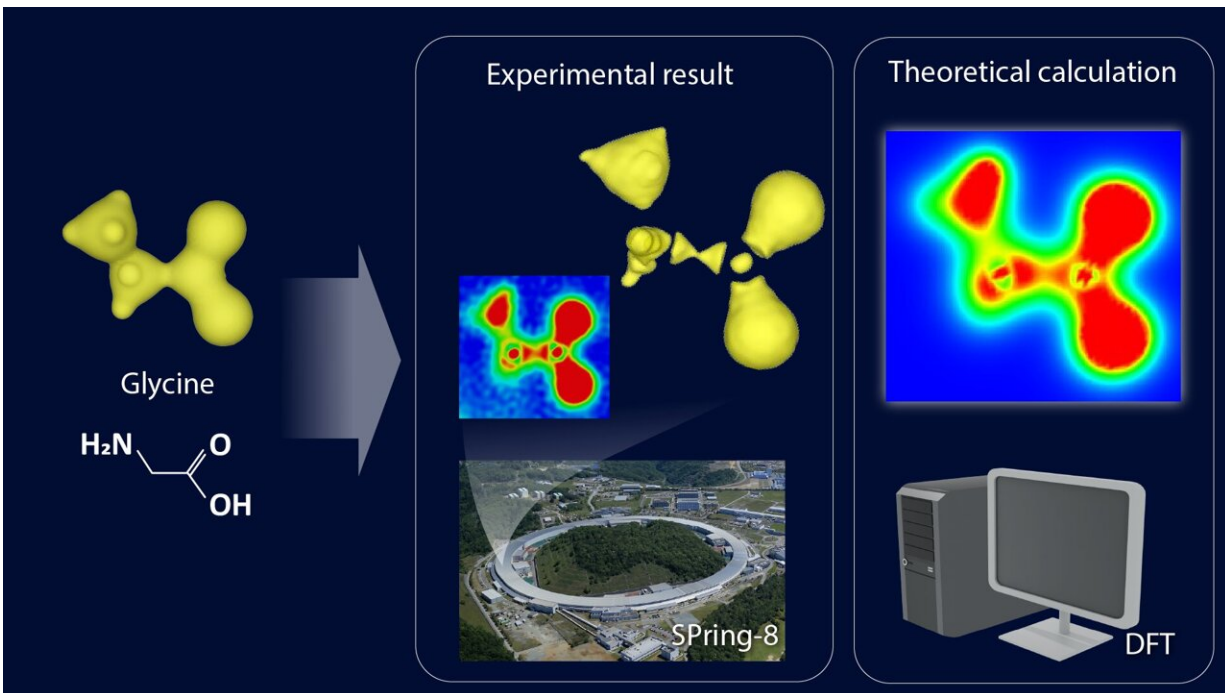 Experimental result
Theoretical calculation
Glycine
H₂N
O
OH
SPring-8
DFT